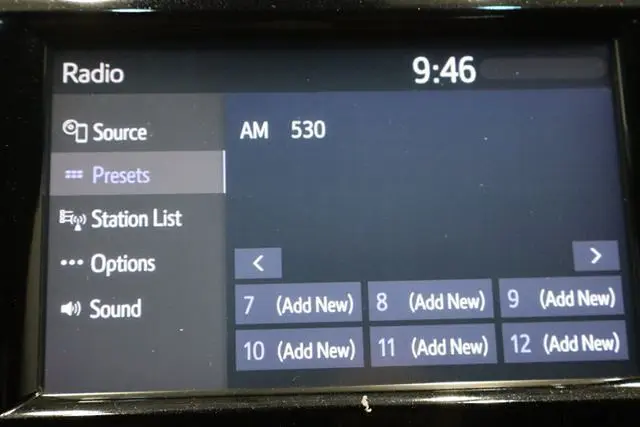 Radio 9:46
Source
AM 530
Presets
Station List
Options
Sound
< >
7 (Add New) 8 (Add New) 9 (Add New)
10 (Add New) 11 (Add New) 12 (Add New)